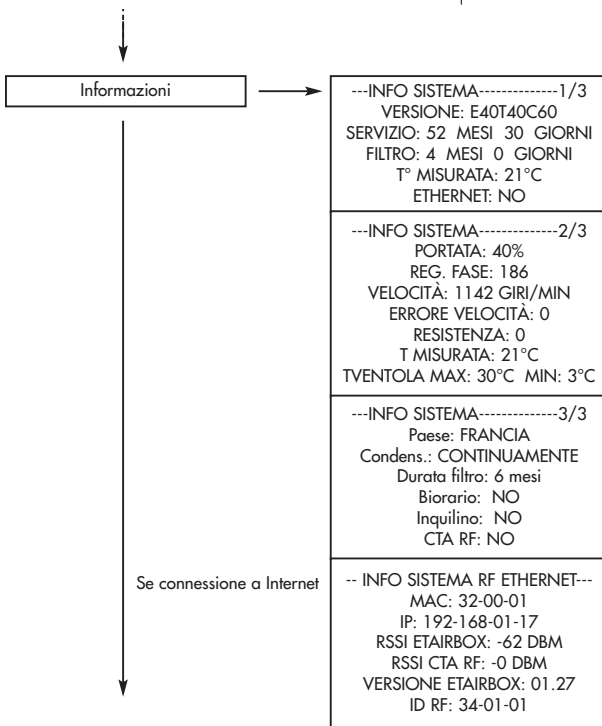 Informazioni
---INFO SISTEMA--------------1/3
VERSIONE: E40T40C60
SERVIZIO: 52 MESI 30 GIORNI
FILTRO: 4 MESI 0 GIORNI
T° MISURATA: 21°C
ETHERNET: NO
---INFO SISTEMA--------------2/3
PORTATA: 40%
REG. FASE: 186
VELOCITÀ: 1142 GIRI/MIN
ERRORE VELOCITÀ: 0
RESISTENZA: 0
T MISURATA: 21°C
TVENTOLA MAX: 30°C MIN: 3°C
---INFO SISTEMA--------------3/3
Paese: FRANCIA
Condens.: CONTINUAMENTE
Durata filtro: 6 mesi
Biorario: NO
Inquilino: NO
CTA RF: NO
Se connessione a Internet
-- INFO SISTEMA RF ETHERNET---
MAC: 32-00-01
IP: 192-168-01-17
RSSI ETAIRBOX: -62 DBM
RSSI CTA RF: -0 DBM
VERSIONE ETAIRBOX: 01.27
ID RF: 34-01-01